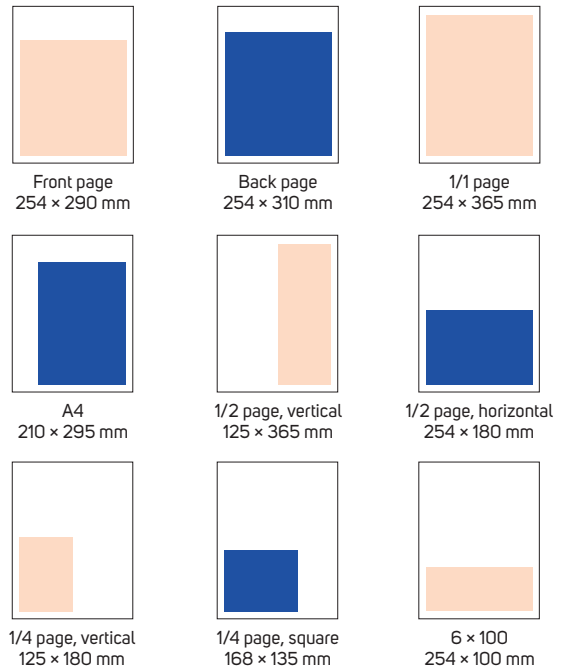 Front page
254 × 290 mm
Back page
254 × 310 mm
1/1 page
254 × 365 mm
A4
210 × 295 mm
1/2 page, vertical
125 × 365 mm
1/2 page, horizontal
254 × 180 mm
1/4 page, vertical
125 × 180 mm
1/4 page, square
168 × 135 mm
6 × 100
254 × 100 mm